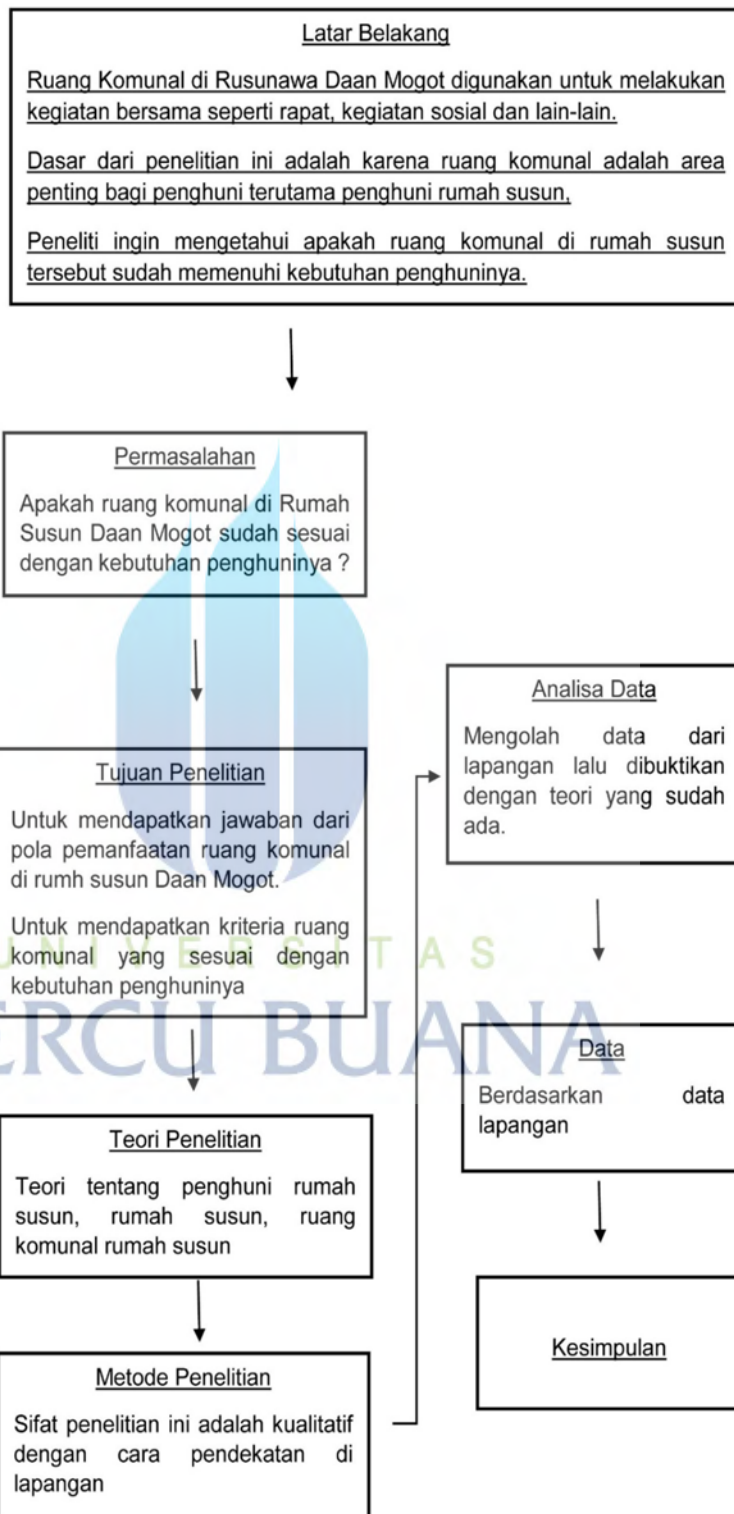 Latar Belakang
Ruang Komunal di Rusunawa Daan Mogot digunakan untuk melakukan
kegiatan bersama seperti rapat, kegiatan sosial dan lain-lain.
Dasar dari penelitian ini adalah karena ruang komunal adalah area
penting bagi penghuni terutama penghuni rumah susun,
Peneliti ingin mengetahui apakah ruang komunal di rumah susun
tersebut sudah memenuhi kebutuhan penghuninya.
Permasalahan
Apakah ruang komunal di Rumah
Susun Daan Mogot sudah sesuai
dengan kebutuhan penghuninya ?
Tujuan Penelitian
Untuk mendapatkan jawaban dari
pola pemanfaatan ruang komunal
di rumh susun Daan Mogot.
Untuk mendapatkan kriteria ruang
komunal yang sesuai dengan
kebutuhan penghuninya
Teori Penelitian
Teori tentang penghuni rumah
susun, rumah susun, ruang
komunal rumah susun
Metode Penelitian
Sifat penelitian ini adalah kualitatif
dengan cara pendekatan di
lapangan
Analisa Data
Mengolah data dari
lapangan lalu dibuktikan
dengan teori yang sudah
ada.
Data
Berdasarkan data
lapangan
Kesimpulan
UNIVERSITAS
ERCU BUANA